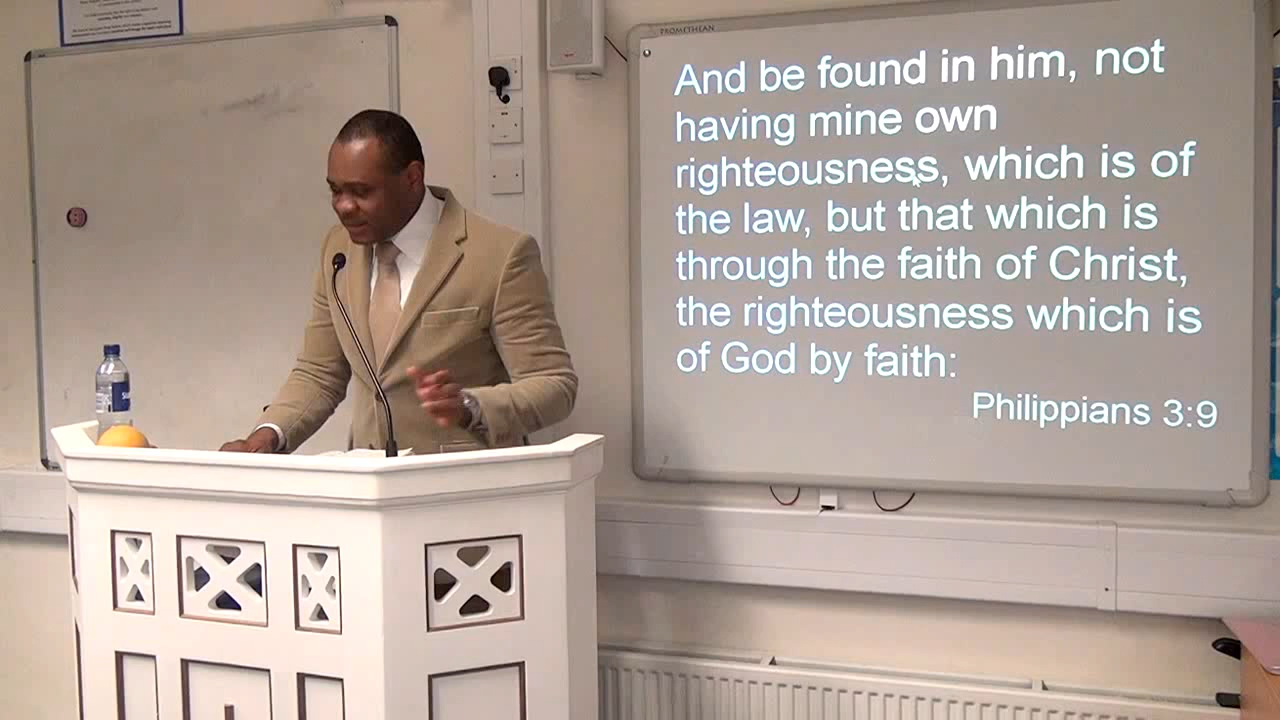 PROMETHEAN
And be found in him, not
having mine own
righteousness, which is of
the law, but that which is
through the faith of Christ,
the righteousness which is
of God by faith:
Philippians 3:9